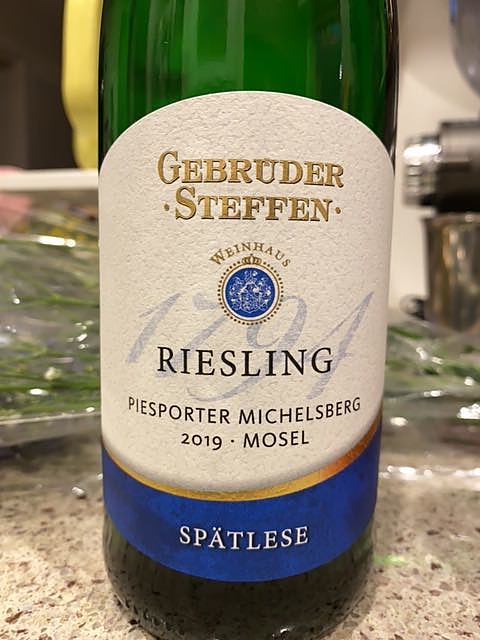 GEBRÜDER
·STEFFEN·
WEINHAUS
1791
RIESLING
PIESPORTER MICHELSBERG
2019 · MOSEL
SPÄTLESE